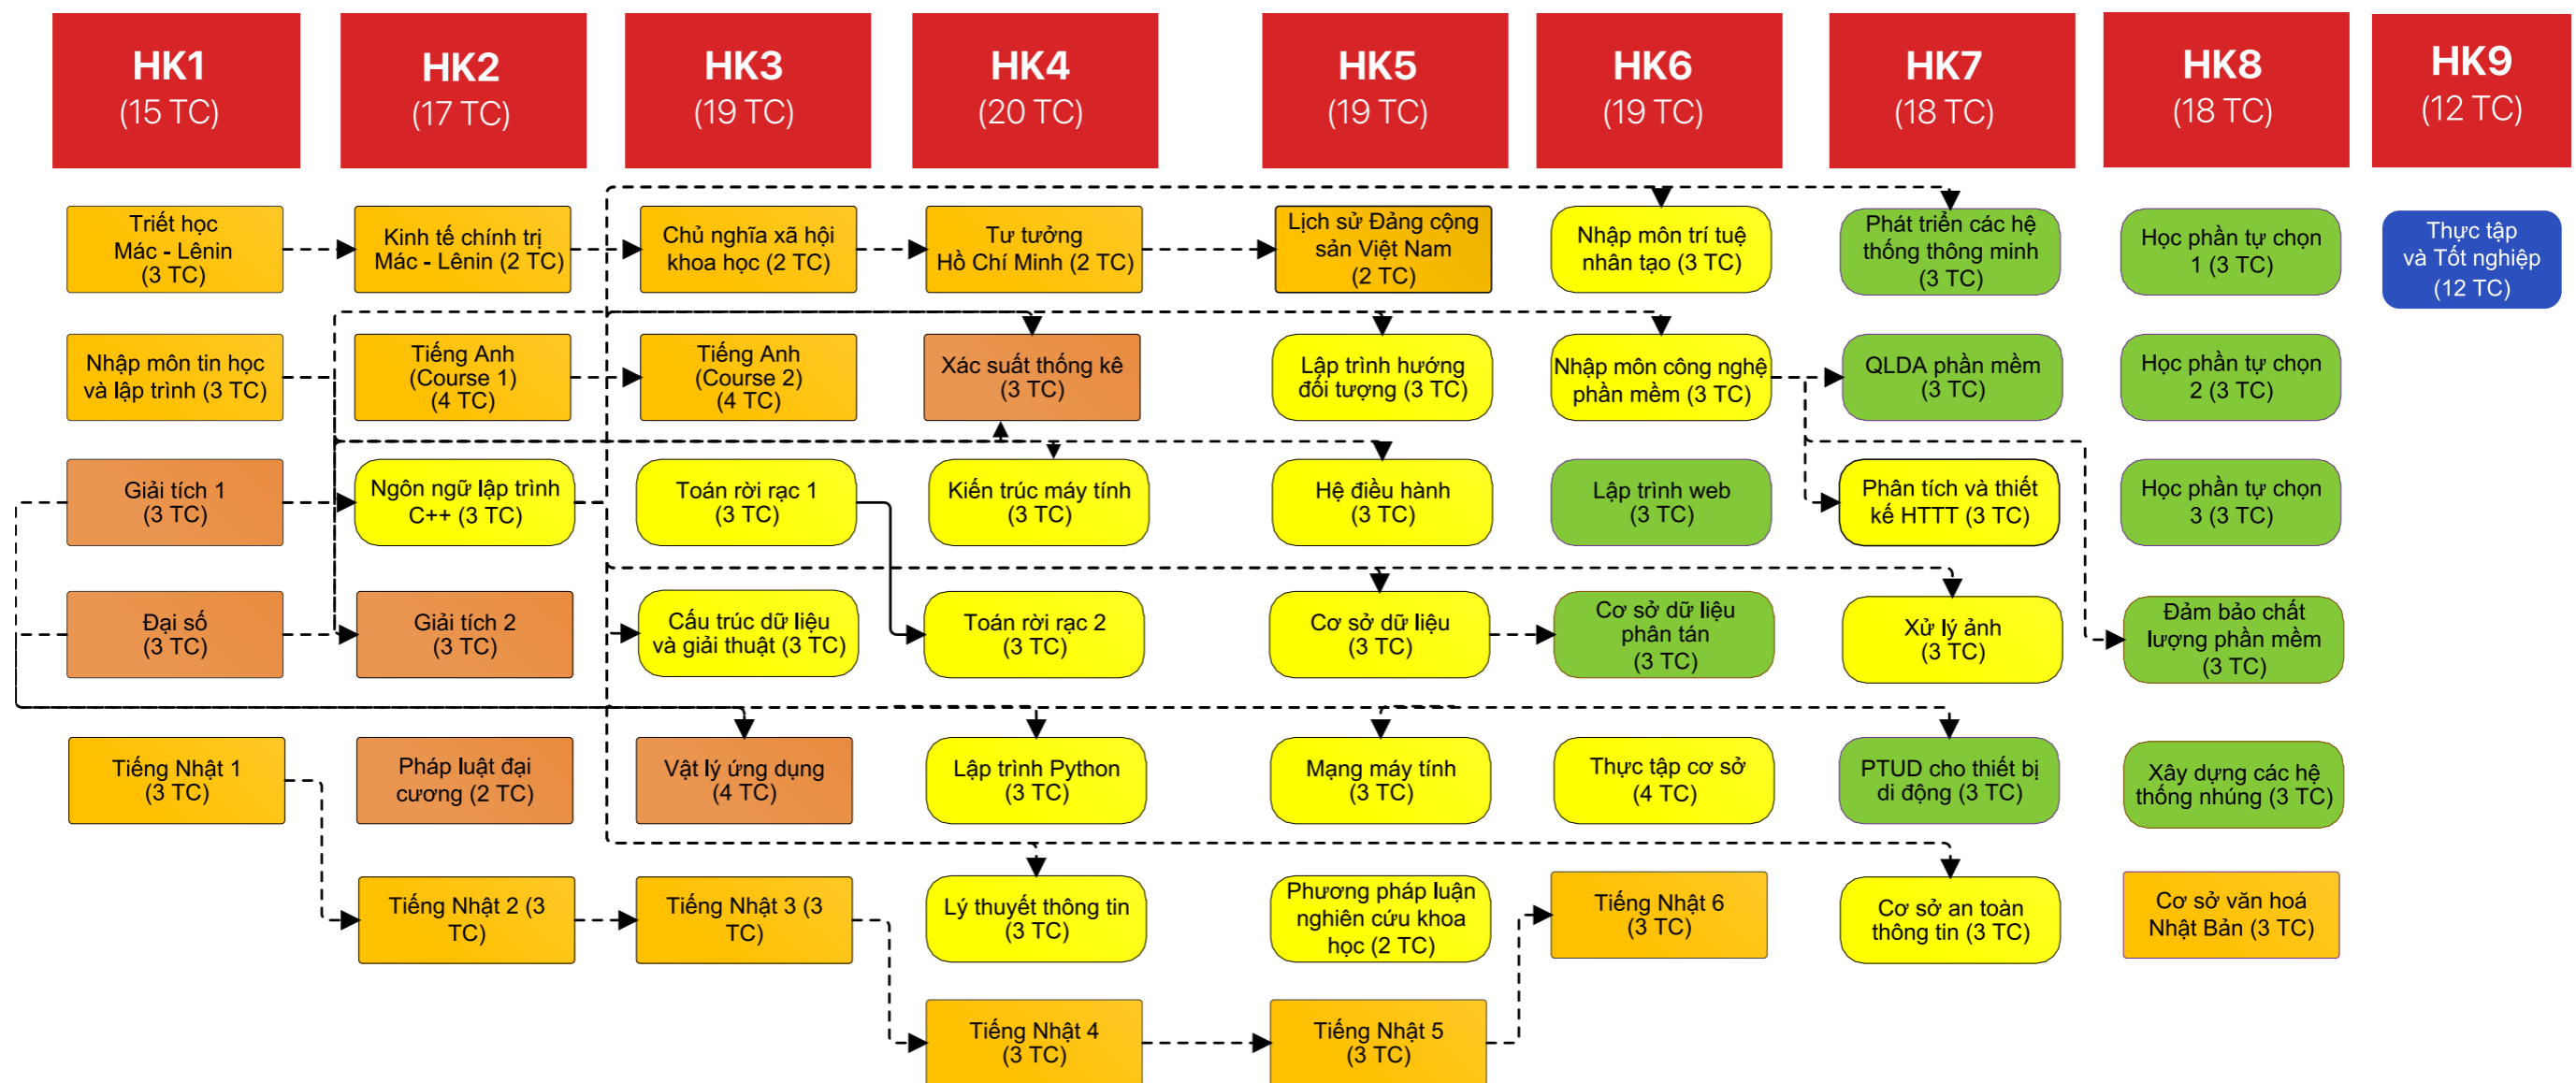 HK1
(15 TC)
HK2
(17 TC)
HK3
(19 TC)
HK4
(20 TC)
HK5
(19 TC)
HK6
(19 TC)
HK7
(18 TC)
HK8
(18 TC)
HK9
(12 TC)
Triết học
Mác - Lênin
(3 TC)
Kinh tế chính trị
Mác - Lênin (2 TC)
Chủ nghĩa xã hội
khoa học (2 TC)
Tư tưởng
Hồ Chí Minh (2 TC)
Lịch sử Đảng cộng
sản Việt Nam
(2 TC)
Nhập môn trí tuệ
nhân tạo (3 TC)
Phát triển các hệ
thống thông minh
(3 TC)
Học phần tự chọn
1 (3 TC)
Thực tập
và Tốt nghiệp
(12 TC)
Nhập môn tin học
và lập trình (3 TC)
Tiếng Anh
(Course 1)
(4 TC)
Tiếng Anh
(Course 2)
(4 TC)
Xác suất thống kê
(3 TC)
Lập trình hướng
đối tượng (3 TC)
Nhập môn công nghệ
phần mềm (3 TC)
QLDA phần mềm
(3 TC)
Học phần tự chọn
2 (3 TC)
Giải tích 1
(3 TC)
Ngôn ngữ lập trình
C++ (3 TC)
Toán rời rạc 1
(3 TC)
Kiến trúc máy tính
(3 TC)
Hệ điều hành
(3 TC)
Lập trình web
(3 TC)
Phân tích và thiết
kế HTTT (3 TC)
Học phần tự chọn
3 (3 TC)
Đại số
(3 TC)
Giải tích 2
(3 TC)
Cấu trúc dữ liệu
và giải thuật (3 TC)
Toán rời rạc 2
(3 TC)
Cơ sở dữ liệu
(3 TC)
Cơ sở dữ liệu
phân tán
(3 TC)
Xử lý ảnh
(3 TC)
Đảm bảo chất
lượng phần mềm
(3 TC)
Tiếng Nhật 1
(3 TC)
Pháp luật đại
cương (2 TC)
Vật lý ứng dụng
(4 TC)
Lập trình Python
(3 TC)
Mạng máy tính
(3 TC)
Thực tập cơ sở
(4 TC)
PTUD cho thiết bị
di động (3 TC)
Xây dựng các hệ
thống nhúng (3 TC)
Tiếng Nhật 2 (3
TC)
Tiếng Nhật 3 (3
TC)
Lý thuyết thông tin
(3 TC)
Phương pháp luận
nghiên cứu khoa
học (2 TC)
Tiếng Nhật 6
(3 TC)
Cơ sở an toàn
thông tin (3 TC)
Cơ sở văn hoá
Nhật Bản (3 TC)
Tiếng Nhật 4
(3 TC)
Tiếng Nhật 5
(3 TC)